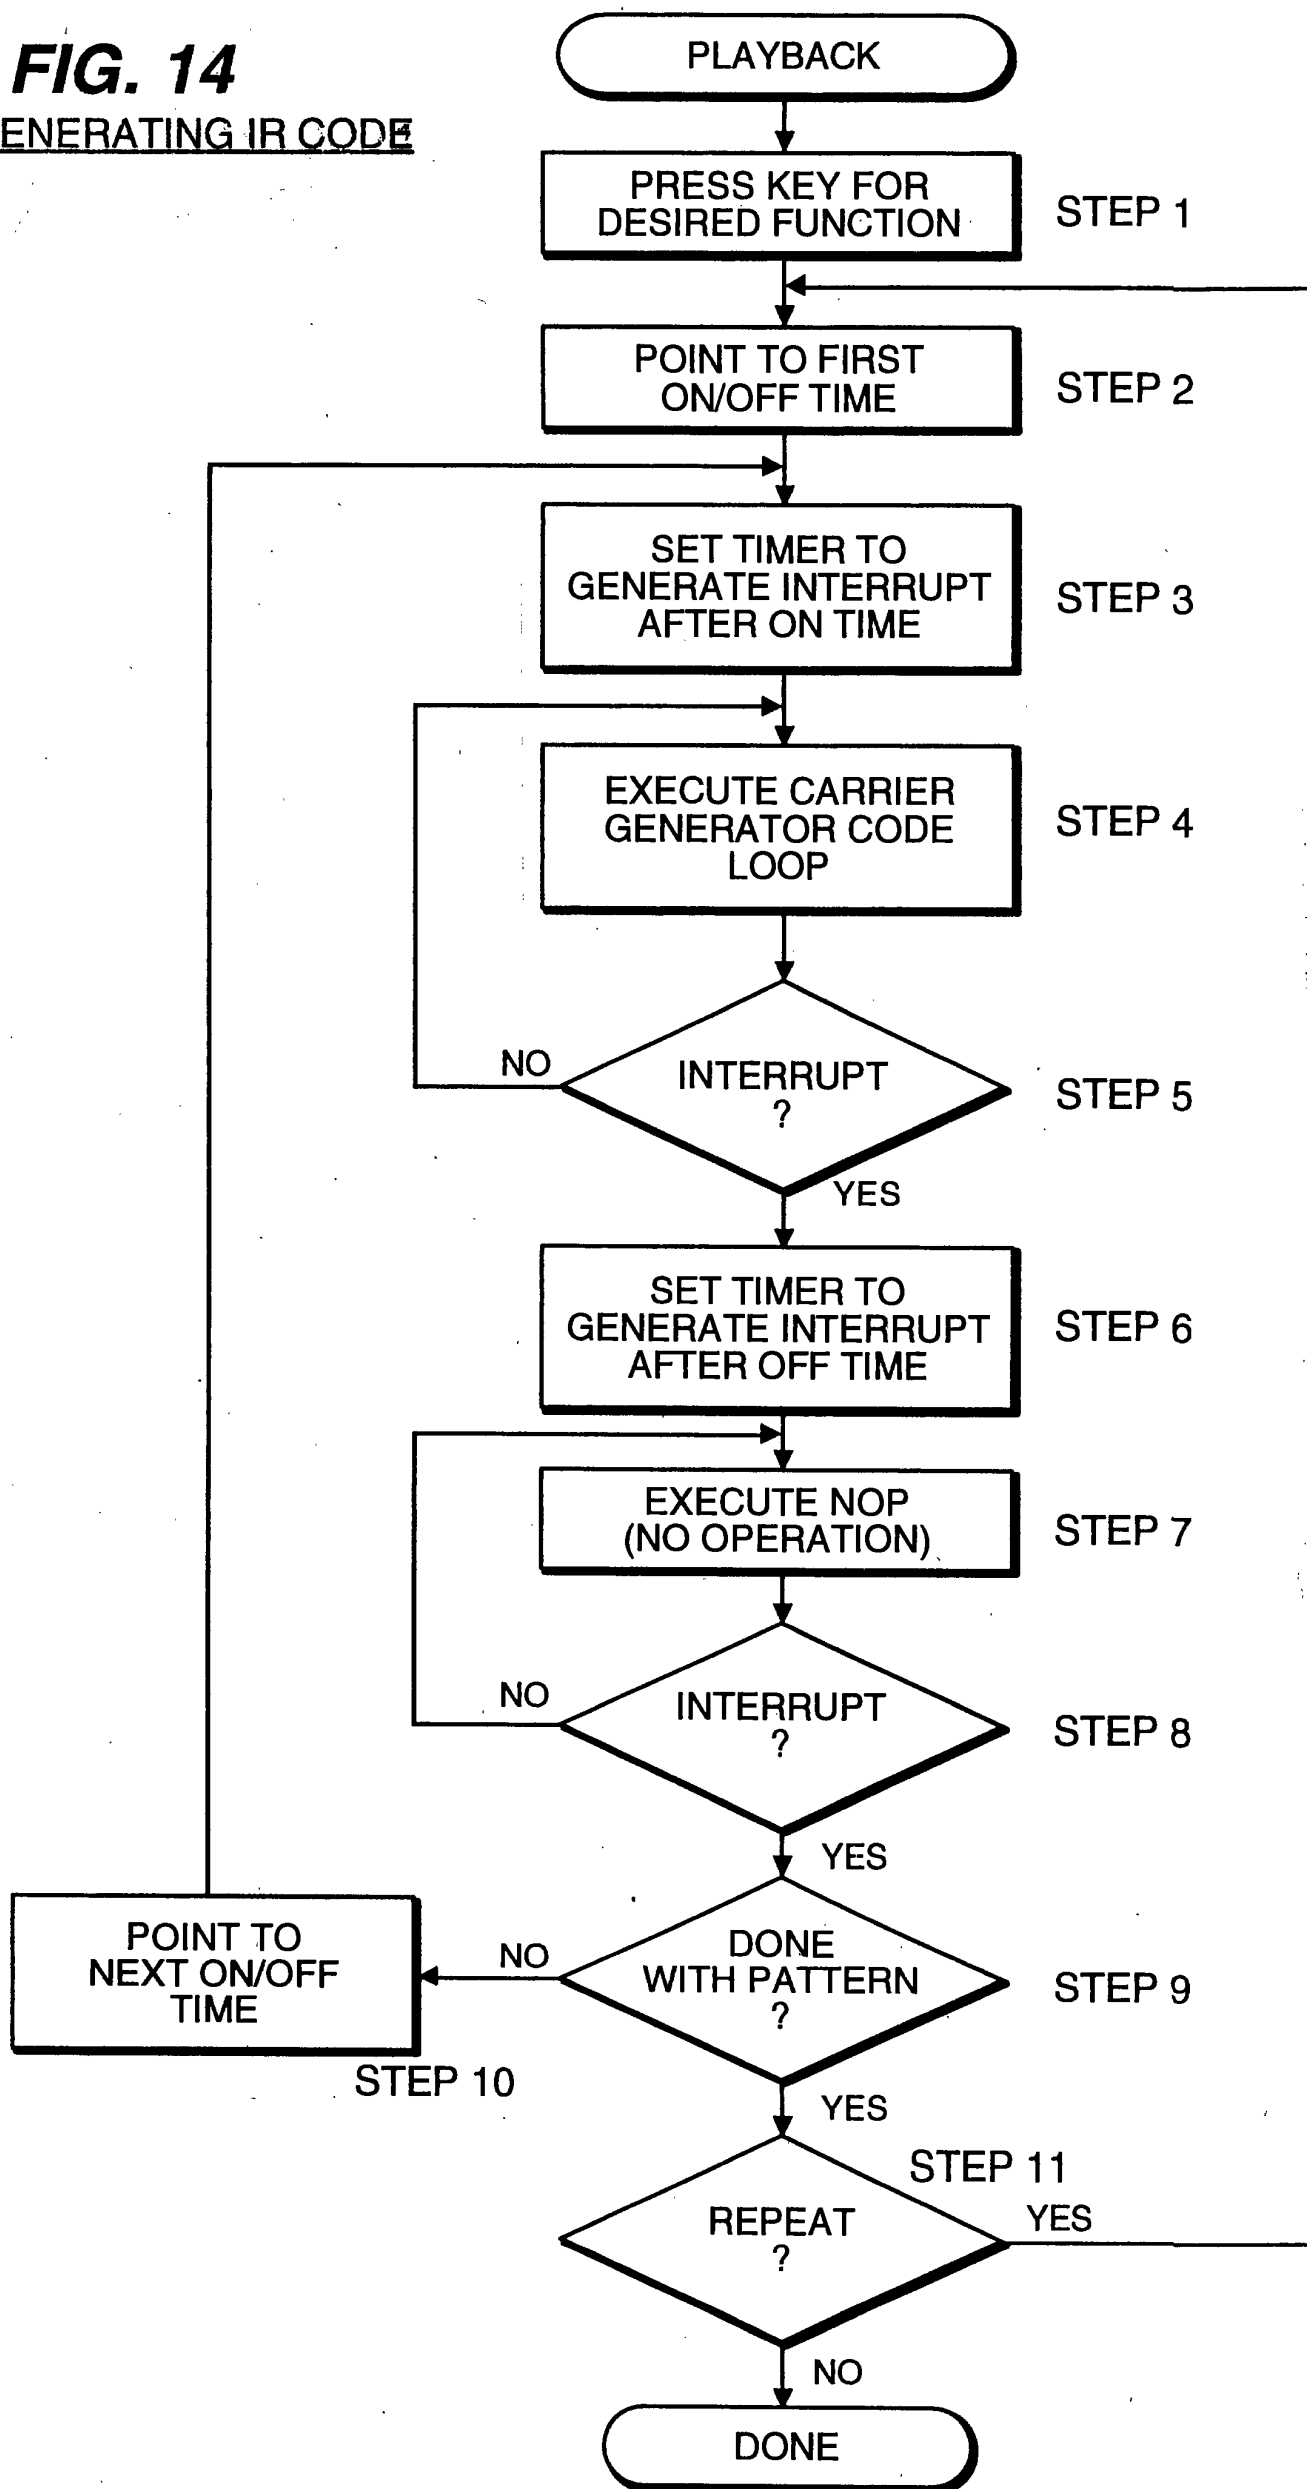 FIG. 14
ENERATING IR CODE
PLAYBACK
PRESS KEY FOR
DESIRED FUNCTION
STEP 1
POINT TO FIRST
ON/OFF TIME
STEP 2
SET TIMER TO
GENERATE INTERRUPT
AFTER ON TIME
STEP 3
EXECUTE CARRIER
GENERATOR CODE
LOOP
STEP 4
NO
INTERRUPT
?
STEP 5
YES
SET TIMER TO
GENERATE INTERRUPT
AFTER OFF TIME
STEP 6
EXECUTE NOP
(NO OPERATION)
STEP 7
NO
INTERRUPT
?
STEP 8
YES
POINT TO
NEXT ON/OFF
TIME
STEP 10
NO
DONE
WITH PATTERN
?
STEP 9
YES
STEP 11
REPEAT
?
YES
NO
DONE